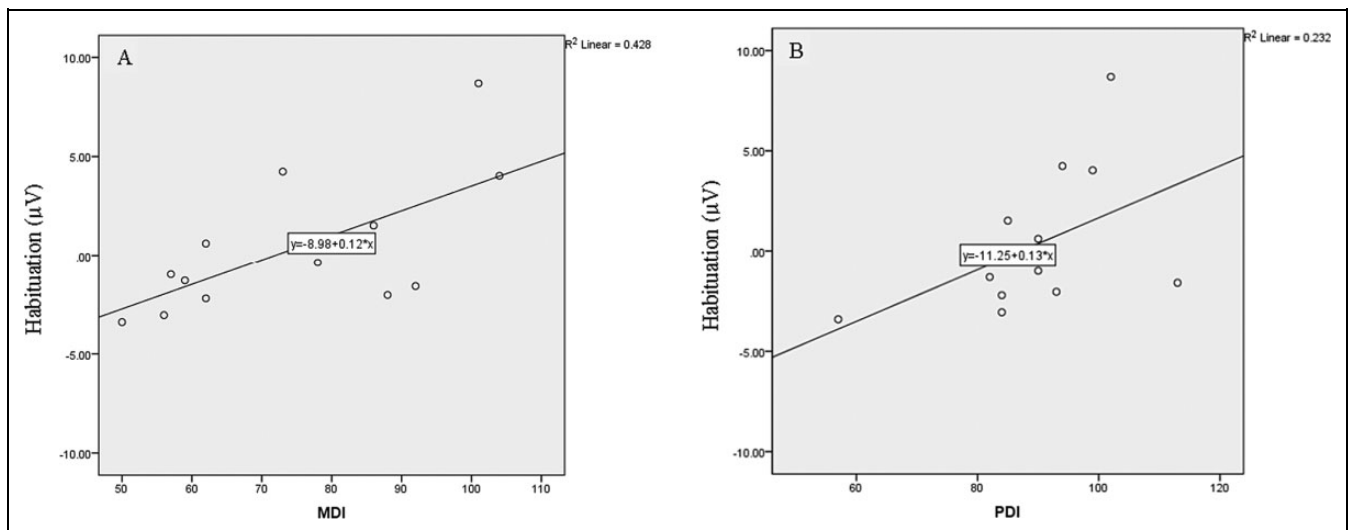 A
R² Linear = 0.428
Habituation (µV)
10.00
5.00
.00
-5.00
-10.00
y=-8.98+0.12*x
50 60 70 80 90 100 110
MDI
B
R² Linear = 0.232
Habituation (µV)
10.00
5.00
.00
-5.00
-10.00
y=-11.25+0.13*x
60 80 100 120
PDI